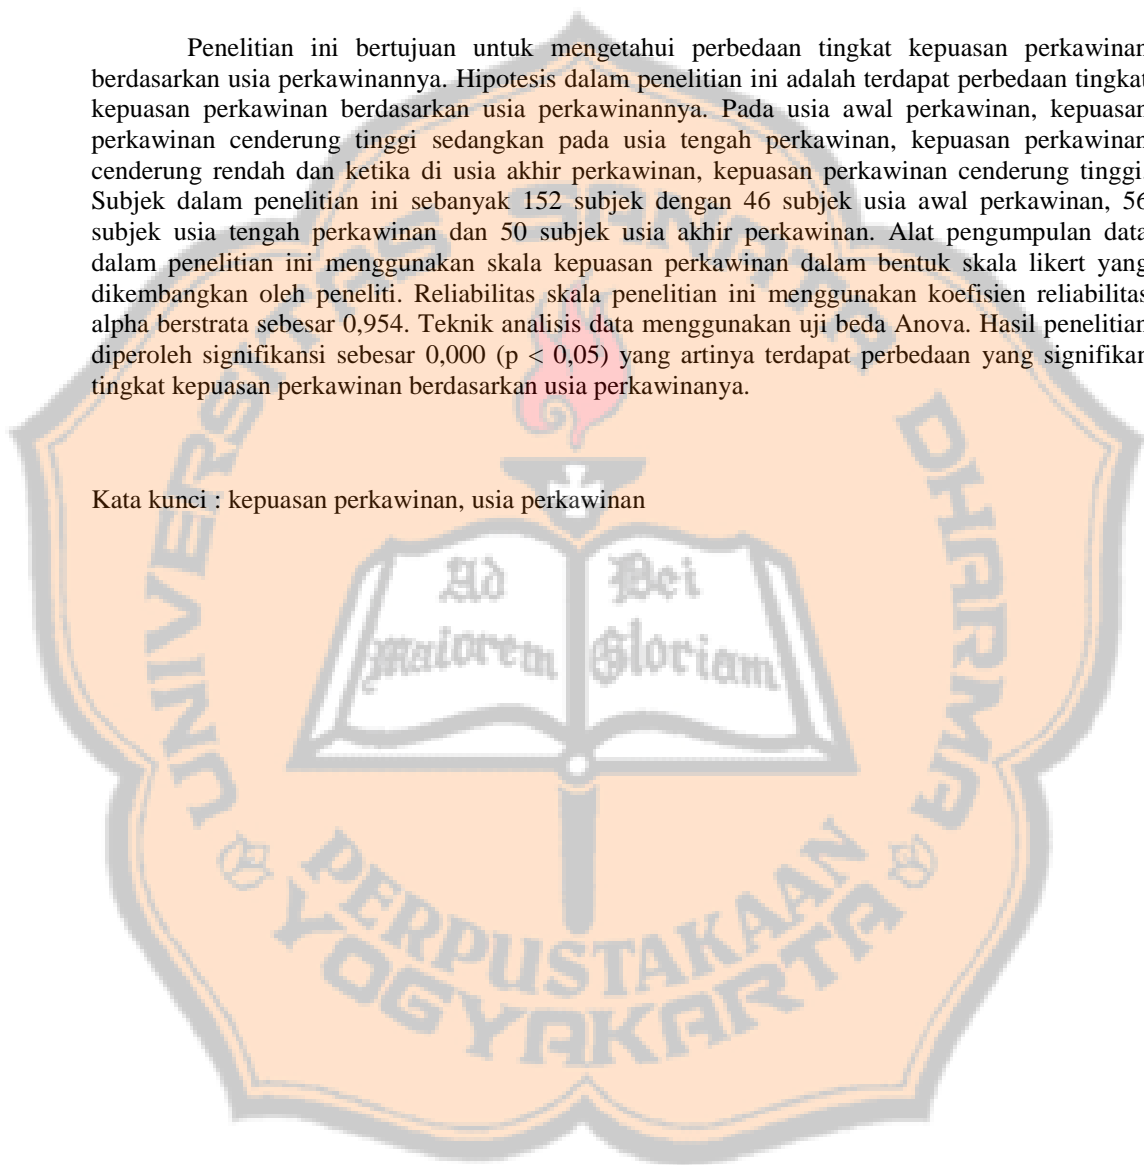 Penelitian ini bertujuan untuk mengetahui perbedaan tingkat kepuasan perkawinan
berdasarkan usia perkawinannya. Hipotesis dalam penelitian ini adalah terdapat perbedaan tingkat
kepuasan perkawinan berdasarkan usia perkawinannya. Pada usia awal perkawinan, kepuasan
perkawinan cenderung tinggi sedangkan pada usia tengah perkawinan, kepuasan perkawinan
cenderung rendah dan ketika di usia akhir perkawinan, kepuasan perkawinan cenderung tinggi.
Subjek dalam penelitian ini sebanyak 152 subjek dengan 46 subjek usia awal perkawinan, 56
subjek usia tengah perkawinan dan 50 subjek usia akhir perkawinan. Alat pengumpulan data
dalam penelitian ini menggunakan skala kepuasan perkawinan dalam bentuk skala likert yang
dikembangkan oleh peneliti. Reliabilitas skala penelitian ini menggunakan koefisien reliabilitas
alpha berstrata sebesar 0,954. Teknik analisis data menggunakan uji beda Anova. Hasil penelitian
diperoleh signifikansi sebesar 0,000 (p < 0,05) yang artinya terdapat perbedaan yang signifikan
tingkat kepuasan perkawinan berdasarkan usia perkawinanya.
Kata kunci : kepuasan perkawinan, usia perkawinan
UNIVERSITAS SANATA DHARMA
Ad Maiorem
Dei Gloriam
PERPUSTAKAAN
YOGYAKARTA